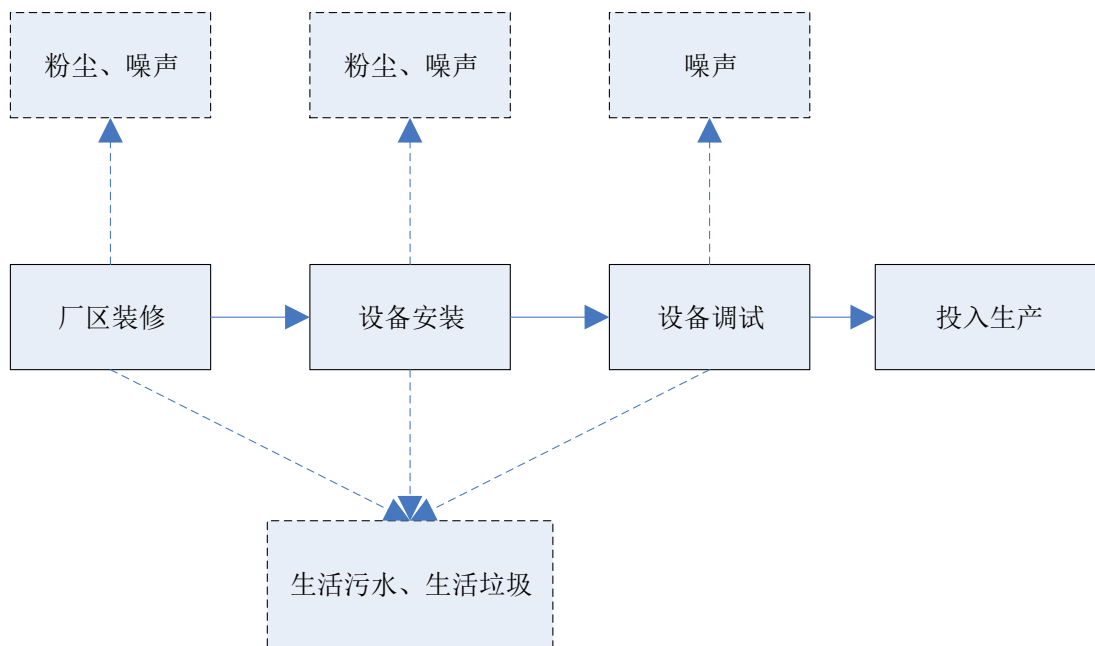 粉尘、噪声
粉尘、噪声
噪声
厂区装修
设备安装
设备调试
投入生产
生活污水、生活垃圾